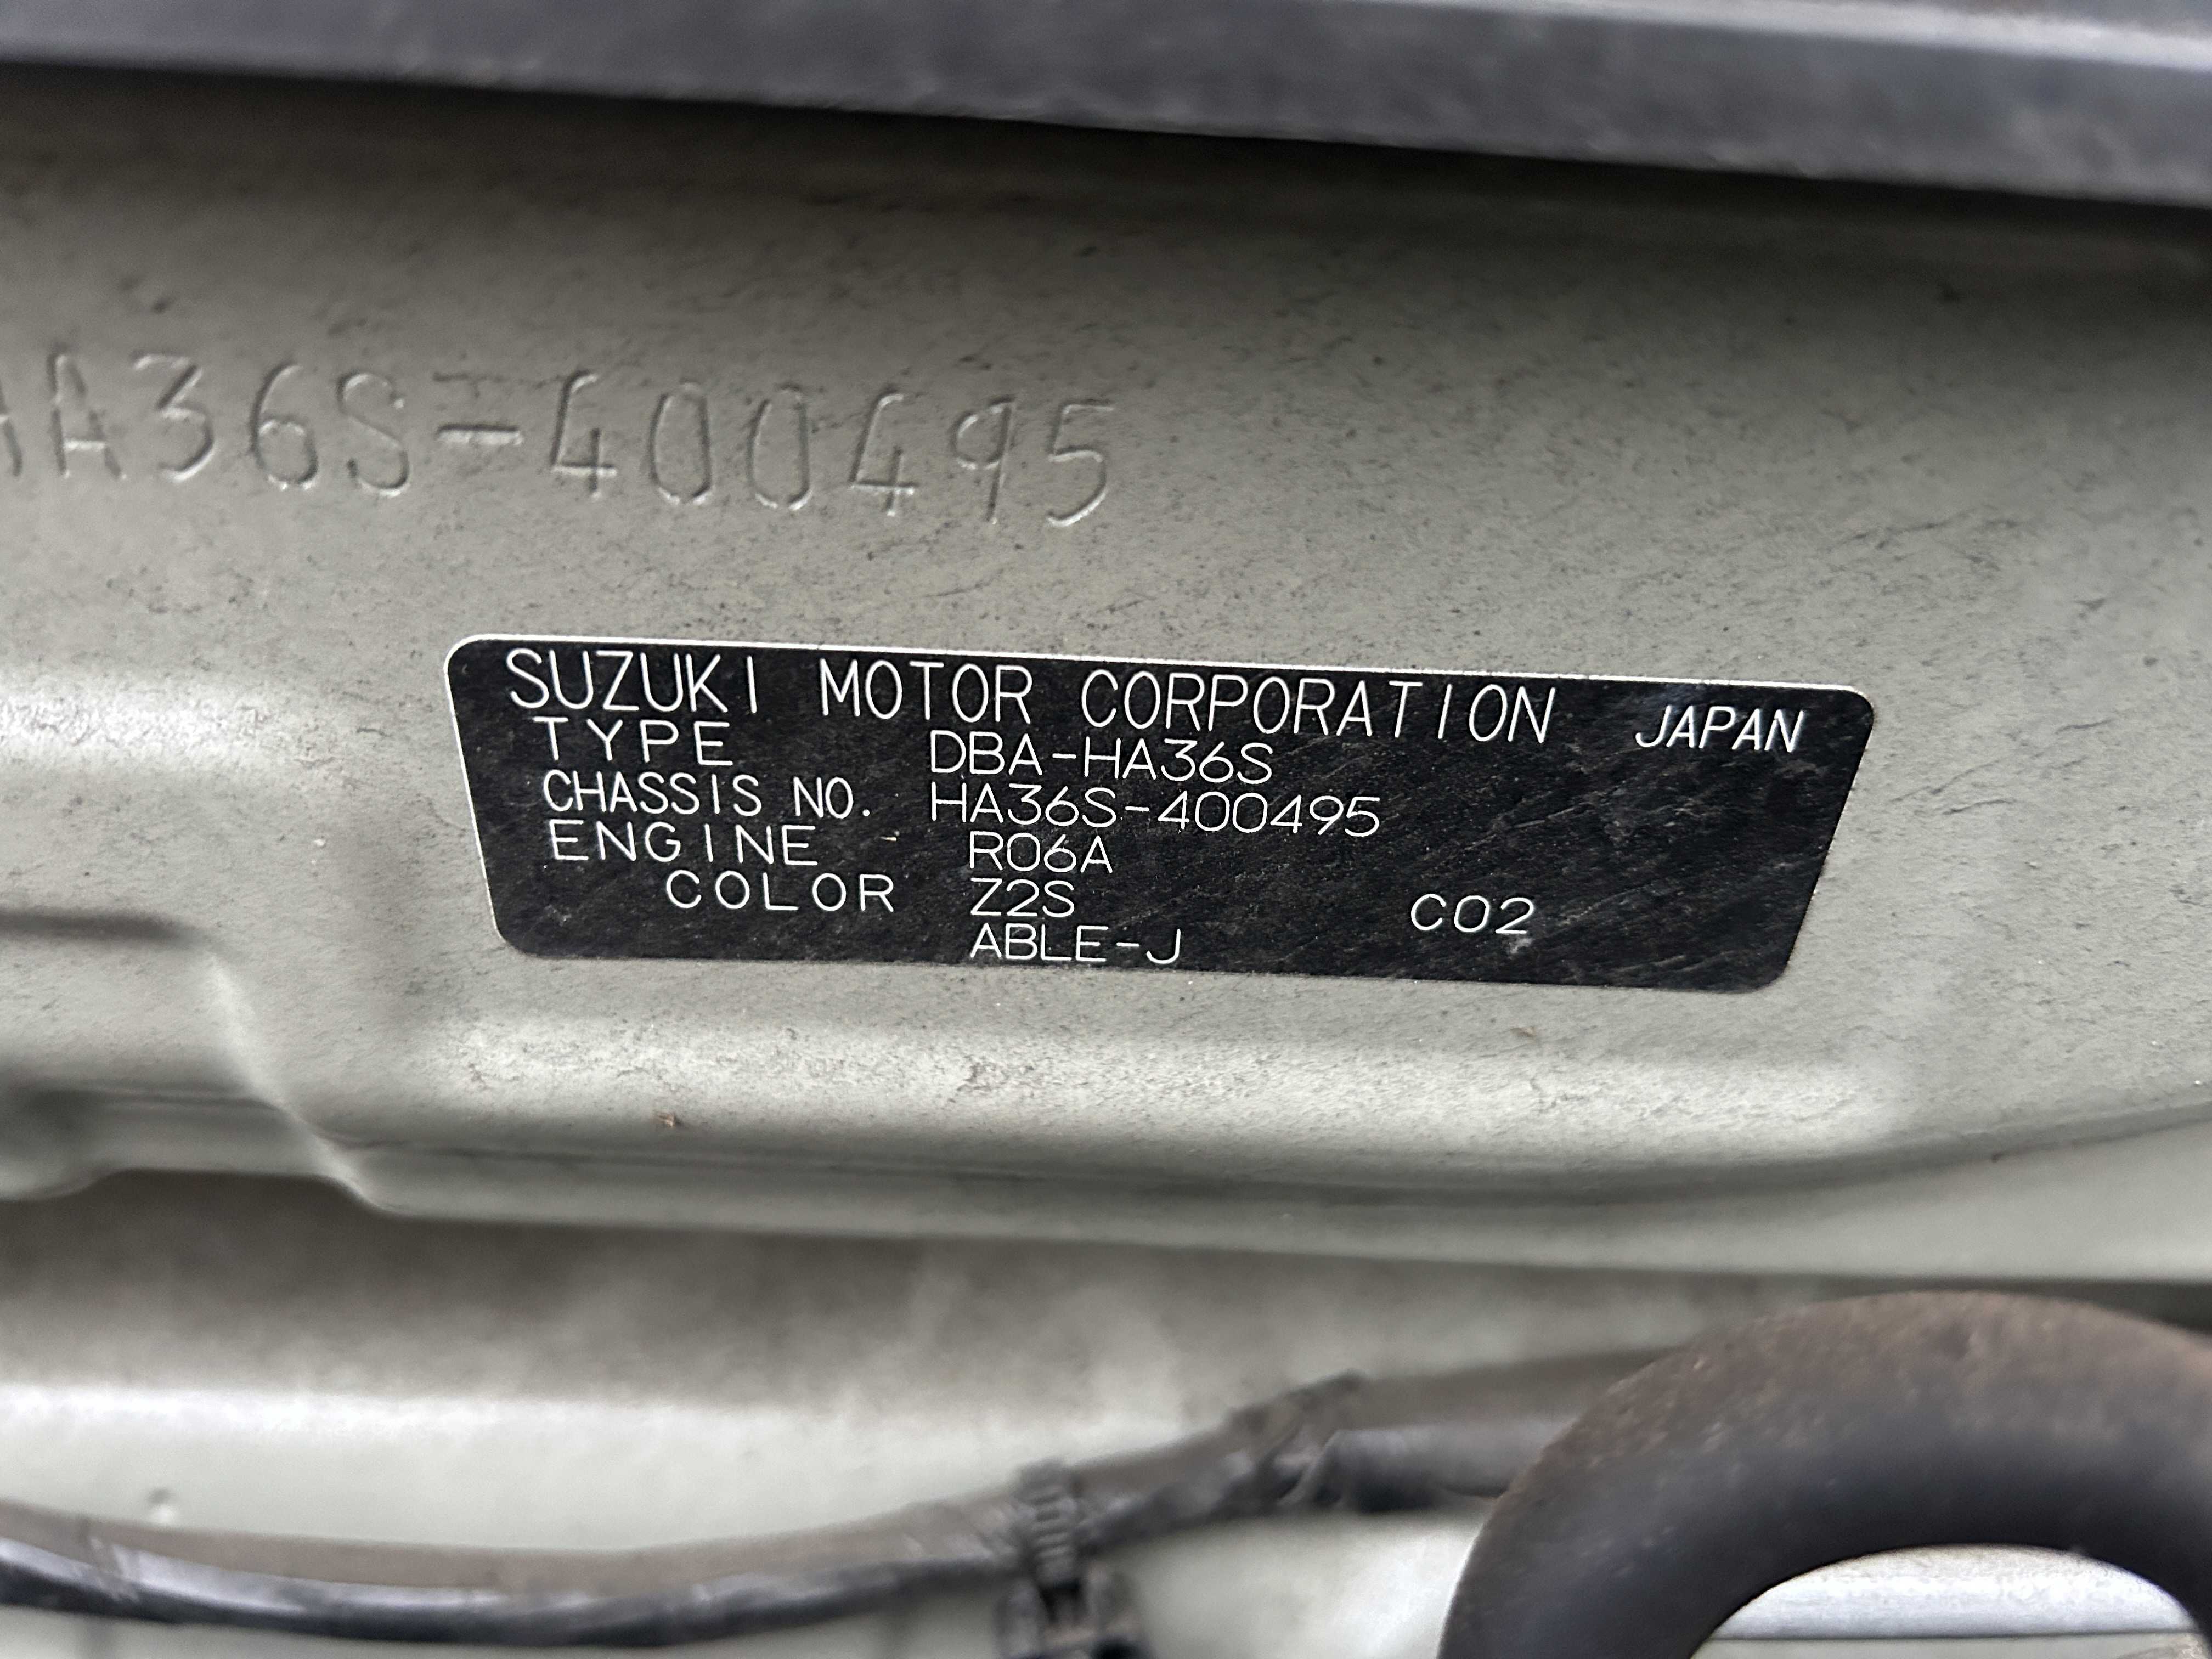 HA36S-400495
SUZUKI MOTOR CORPORATION JAPAN
TYPE DBA-HA36S
CHASSIS NO. HA36S-400495
ENGINE R06A
COLOR Z2S C02
ABLE-J